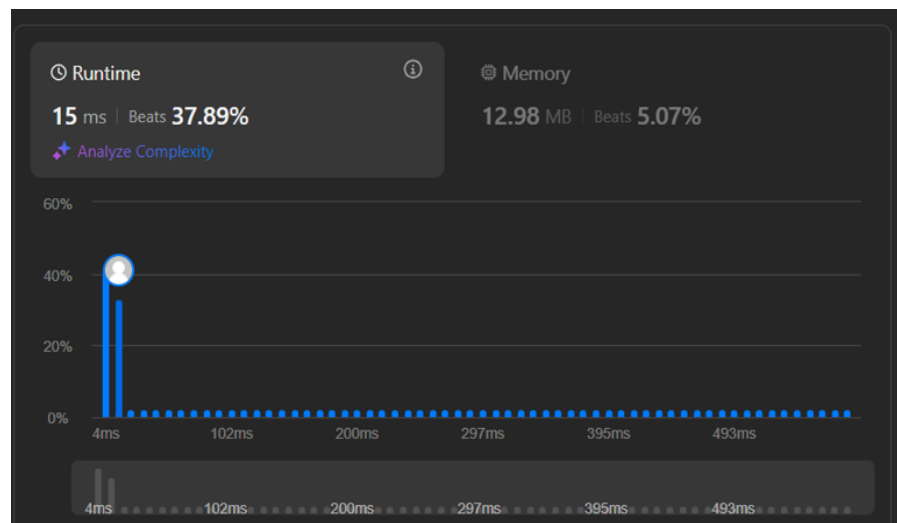 Runtime
15 ms | Beats 37.89%
Analyze Complexity
Memory
12.98 MB | Beats 5.07%
60%
40%
20%
0%
4ms 102ms 200ms 297ms 395ms 493ms
4ms 102ms 200ms 297ms 395ms 493ms